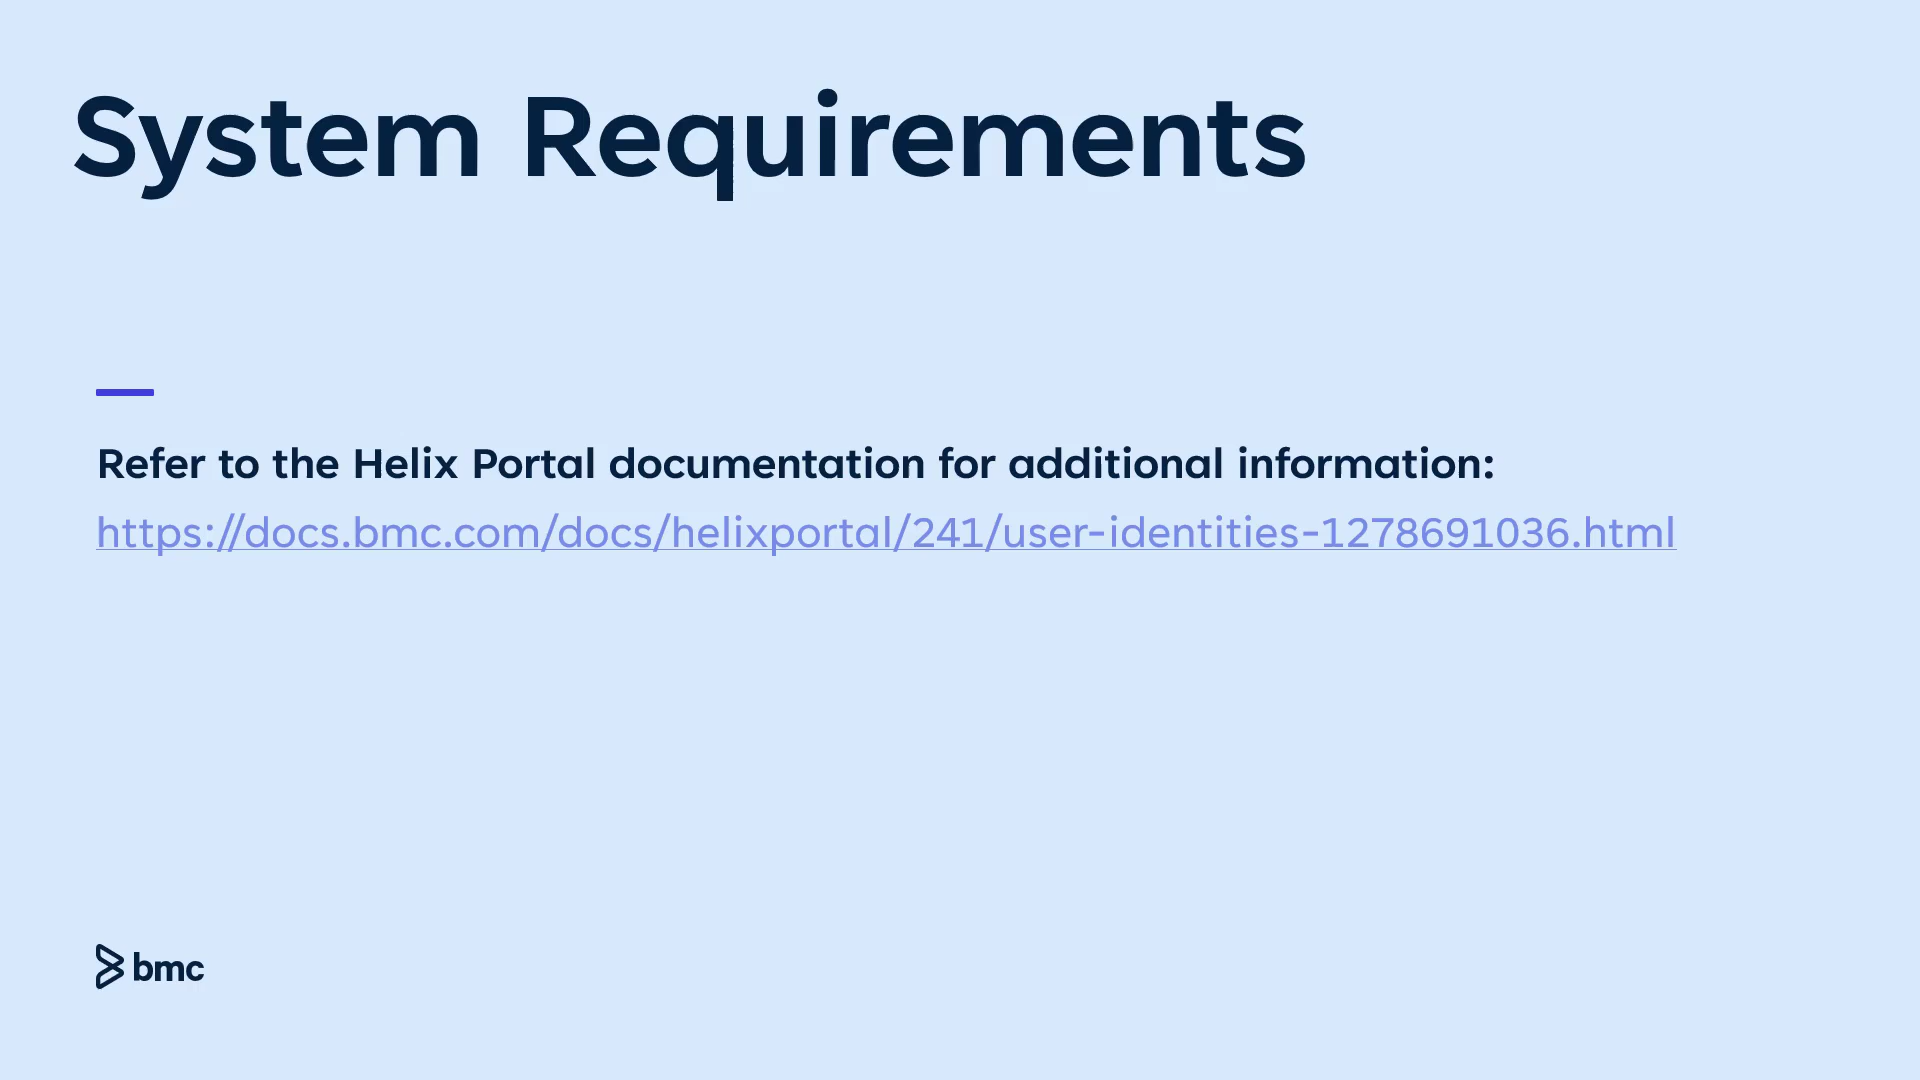 System Requirements
Refer to the Helix Portal documentation for additional information:
https://docs.bmc.com/docs/helixportal/241/user-identities-1278691036.html
bmc